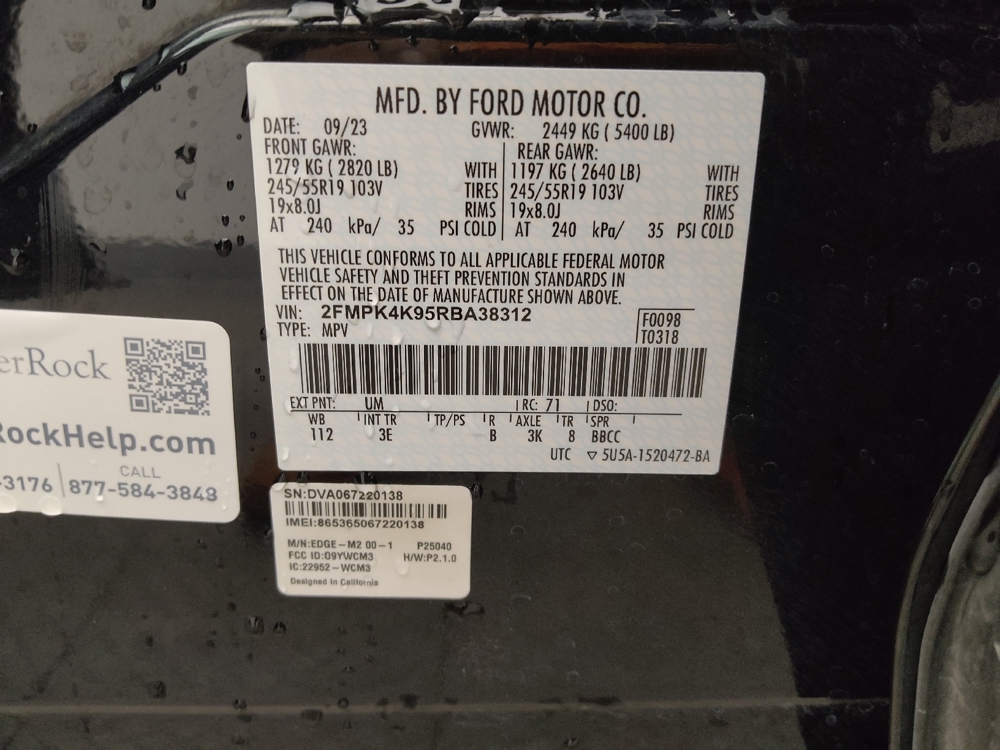 MFD. BY FORD MOTOR CO.
DATE: 09/23 GVWR: 2449 KG ( 5400 LB)
FRONT GAWR: REAR GAWR:
1279 KG ( 2820 LB) WITH 1197 KG ( 2640 LB) WITH
245/55R19 103V TIRES 245/55R19 103V TIRES
19x8.0J RIMS 19x8.0J RIMS
AT 240 kPa/ 35 PSI COLD AT 240 kPa/ 35 PSI COLD
THIS VEHICLE CONFORMS TO ALL APPLICABLE FEDERAL MOTOR
VEHICLE SAFETY AND THEFT PREVENTION STANDARDS IN
EFFECT ON THE DATE OF MANUFACTURE SHOWN ABOVE.
VIN: 2FMPK4K95RBA38312
TYPE: MPV
F0098
T0318
EXT PNT: UM RC: 71 DSO:
WB INT TR TP/PS R AXLE TR SPR
112 3E B 3K 8 BBCC
UTC ▽ 5U5A-1520472-BA
erRock
RockHelp.com
CALL
-3176 877-584-3848
SN:DVA067220138
IMEI:865365067220138
M/N:EDGE-M2 00-1 P25040
FCC ID:O9YWCM3 H/W:P2.1.0
IC:22952-WCM3
Designed in California